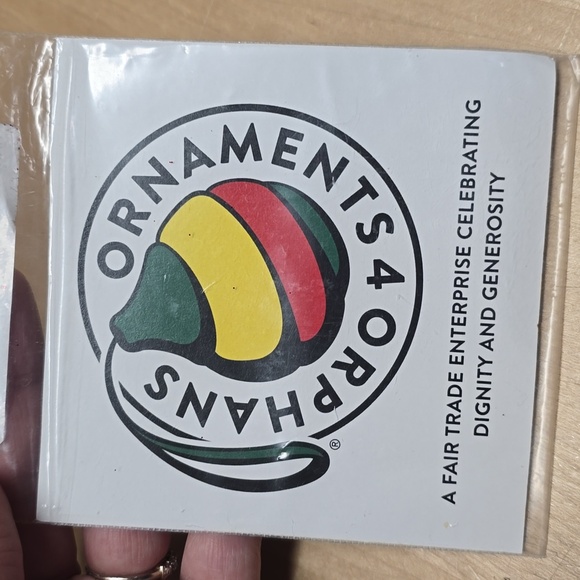 ORNAMENTS 4 ORPHANS
®
A FAIR TRADE ENTERPRISE CELEBRATING
DIGNITY AND GENEROSITY